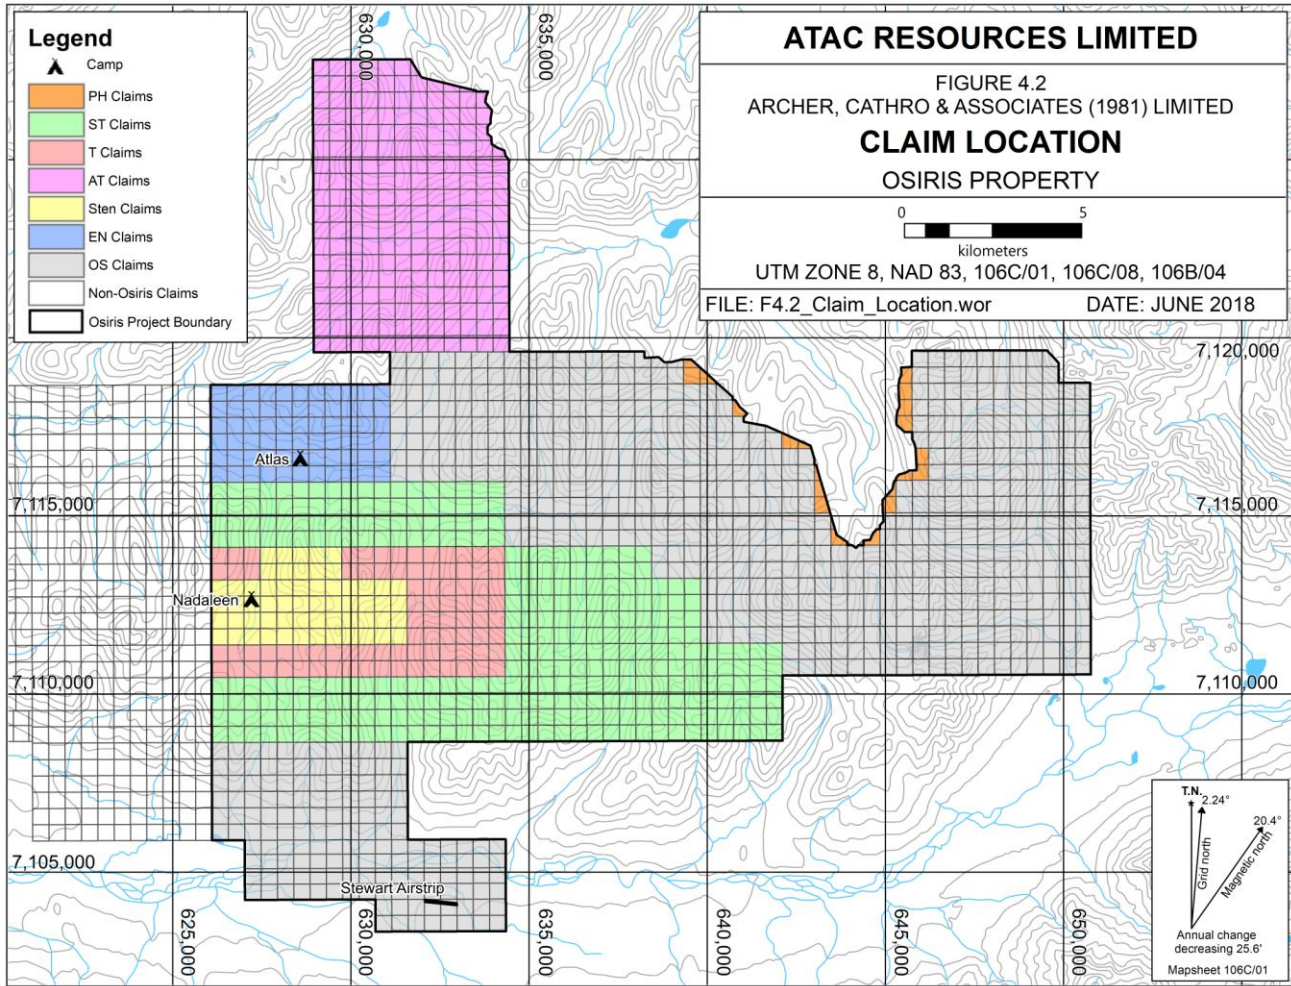 Legend
Camp
PH Claims
ST Claims
T Claims
AT Claims
Sten Claims
EN Claims
OS Claims
Non-Osiris Claims
Osiris Project Boundary
630,000
635,000
ATAC RESOURCES LIMITED
FIGURE 4.2
ARCHER, CATHRO & ASSOCIATES (1981) LIMITED
CLAIM LOCATION
OSIRIS PROPERTY
0 5
kilometers
UTM ZONE 8, NAD 83, 106C/01, 106C/08, 106B/04
FILE: F4.2_Claim_Location.wor DATE: JUNE 2018
7,120,000
Atlas
7,115,000 7,115,000
Nadaleen
7,110,000 7,110,000
7,105,000
Stewart Airstrip
625,000 630,000 635,000 640,000 645,000 650,000
T.N.
2.24°
20.4°
Grid north
Magnetic north
Annual change
decreasing 25.6'
Mapsheet 106C/01